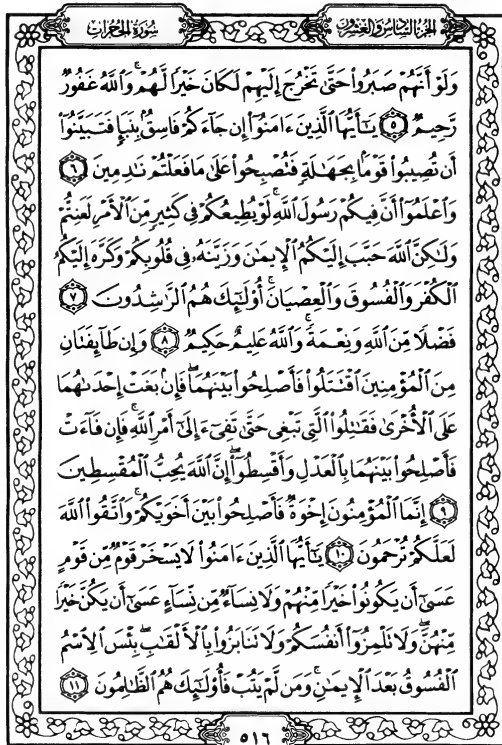 الجزء السادس والعشرون
سورة الحجرات
وَلَوْ أَنَّهُمْ صَبَرُوا۟ حَتَّىٰ تَخْرُجَ إِلَيْهِمْ لَكَانَ خَيْرًا لَّهُمْ ۚ وَٱللَّهُ غَفُورٌ
رَّحِيمٌ ٥ يَـٰٓأَيُّهَا ٱلَّذِينَ ءَامَنُوٓا۟ إِن جَآءَكُمْ فَاسِقٌۢ بِنَبَإٍ فَتَبَيَّنُوٓا۟
أَن تُصِيبُوا۟ قَوْمًۢا بِجَهَـٰلَةٍ فَتُصْبِحُوا۟ عَلَىٰ مَا فَعَلْتُمْ نَـٰدِمِينَ ٦
وَٱعْلَمُوٓا۟ أَنَّ فِيكُمْ رَسُولَ ٱللَّهِ ۚ لَوْ يُطِيعُكُمْ فِى كَثِيرٍ مِّنَ ٱلْأَمْرِ لَعَنِتُّمْ
وَلَـٰكِنَّ ٱللَّهَ حَبَّبَ إِلَيْكُمُ ٱلْإِيمَـٰنَ وَزَيَّنَهُۥ فِى قُلُوبِكُمْ وَكَرَّهَ إِلَيْكُمُ
ٱلْكُفْرَ وَٱلْفُسُوقَ وَٱلْعِصْيَانَ ۚ أُو۟لَـٰٓئِكَ هُمُ ٱلرَّٰشِدُونَ ٧
فَضْلًا مِّنَ ٱللَّهِ وَنِعْمَةً ۚ وَٱللَّهُ عَلِيمٌ حَكِيمٌ ٨ وَإِن طَآئِفَتَانِ
مِنَ ٱلْمُؤْمِنِينَ ٱقْتَتَلُوا۟ فَأَصْلِحُوا۟ بَيْنَهُمَا ۖ فَإِنۢ بَغَتْ إِحْدَىٰهُمَا
عَلَى ٱلْأُخْرَىٰ فَقَـٰتِلُوا۟ ٱلَّتِى تَبْغِى حَتَّىٰ تَفِىٓءَ إِلَىٰٓ أَمْرِ ٱللَّهِ ۚ فَإِن فَآءَتْ
فَأَصْلِحُوا۟ بَيْنَهُمَا بِٱلْعَدْلِ وَأَقْسِطُوٓا۟ ۖ إِنَّ ٱللَّهَ يُحِبُّ ٱلْمُقْسِطِينَ
٩ إِنَّمَا ٱلْمُؤْمِنُونَ إِخْوَةٌ فَأَصْلِحُوا۟ بَيْنَ أَخَوَيْكُمْ ۚ وَٱتَّقُوا۟ ٱللَّهَ
لَعَلَّكُمْ تُرْحَمُونَ ١٠ يَـٰٓأَيُّهَا ٱلَّذِينَ ءَامَنُوا۟ لَا يَسْخَرْ قَوْمٌ مِّن قَوْمٍ
عَسَىٰٓ أَن يَكُونُوا۟ خَيْرًا مِّنْهُمْ وَلَا نِسَآءٌ مِّن نِّسَآءٍ عَسَىٰٓ أَن يَكُنَّ خَيْرًا
مِّنْهُنَّ ۖ وَلَا تَلْمِزُوٓا۟ أَنفُسَكُمْ وَلَا تَنَابَزُوا۟ بِٱلْأَلْقَـٰبِ ۖ بِئْسَ ٱلِٱسْمُ
ٱلْفُسُوقُ بَعْدَ ٱلْإِيمَـٰنِ ۚ وَمَن لَّمْ يَتُبْ فَأُو۟لَـٰٓئِكَ هُمُ ٱلظَّـٰلِمُونَ ١١
٥١٦